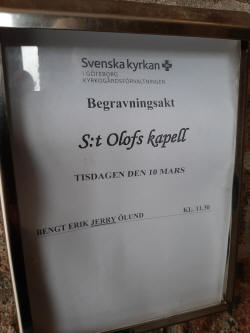 Svenska kyrkan
I GÖTEBORG
KYRKOGÅRDSFÖRVALTNINGEN
Begravningsakt
S:t Olofs kapell
TISDAGEN DEN 10 MARS
BENGT ERIK JERRY ÖLUND KL. 11.30